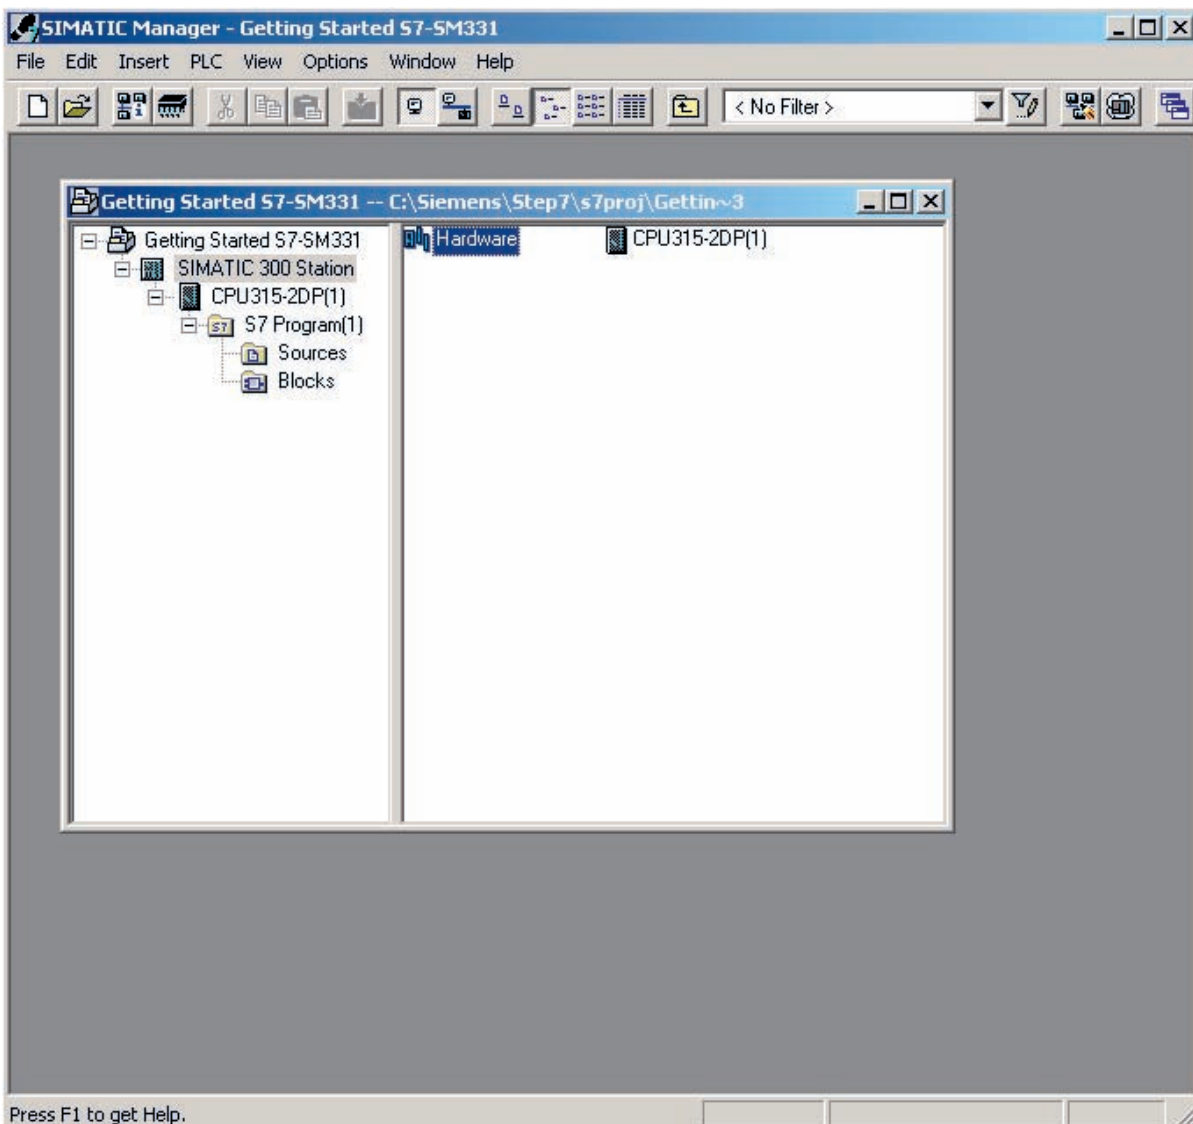 SIMATIC Manager - Getting Started S7-SM331
File Edit Insert PLC View Options Window Help
< No Filter >
Getting Started S7-SM331 -- C:\Siemens\Step7\s7proj\Gettin~3
Getting Started S7-SM331
SIMATIC 300 Station
CPU315-2DP(1)
S7 Program(1)
Sources
Blocks
Hardware
CPU315-2DP(1)
Press F1 to get Help.